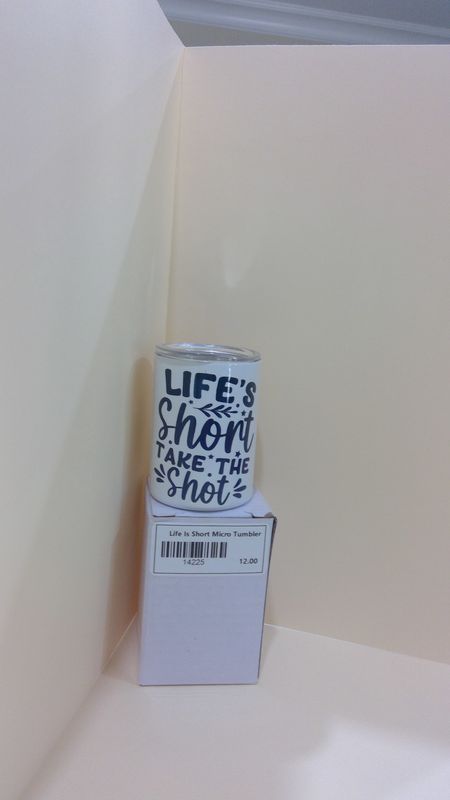 LIFE'S
Short
TAKE THE
Shot
Life Is Short Micro Tumbler
14225 12.00